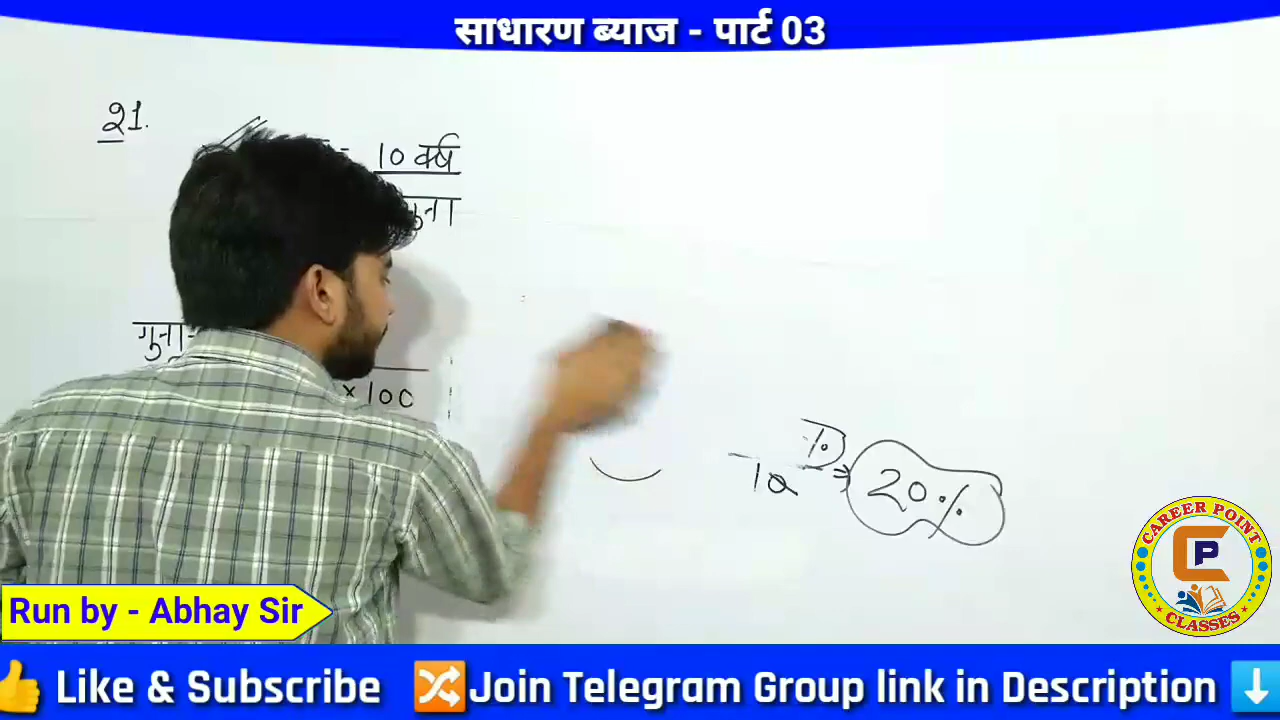 साधारण ब्याज - पार्ट 03
21.
= 10 वर्ष
गुना
गुना
× 100
%
10 ⇒ 20%
CAREER POINT
CP
CLASSES
Run by - Abhay Sir
Like & Subscribe Join Telegram Group link in Description